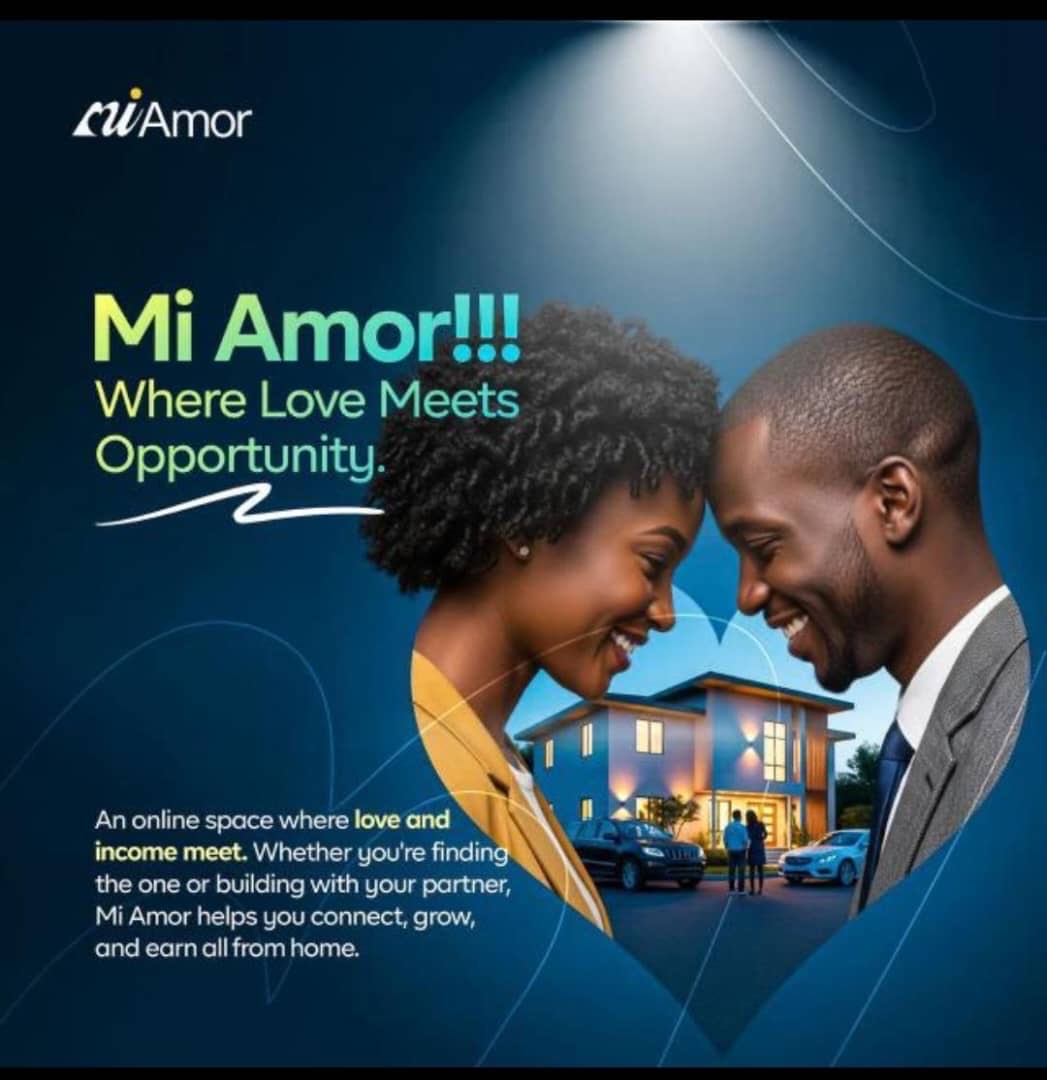 miAmor
Mi Amor!!!
Where Love Meets
Opportunity.
An online space where love and
income meet. Whether you're finding
the one or building with your partner,
Mi Amor helps you connect, grow,
and earn all from home.